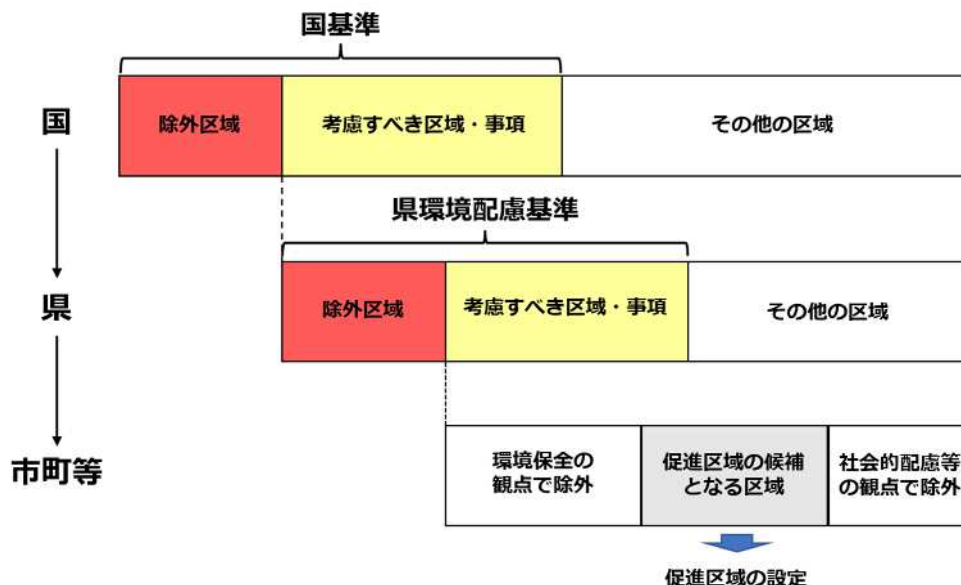 国基準
国
除外区域
考慮すべき区域・事項
その他の区域
県環境配慮基準
県
除外区域
考慮すべき区域・事項
その他の区域
市町等
環境保全の
観点で除外
促進区域の候補
となる区域
社会的配慮等
の観点で除外
促進区域の設定